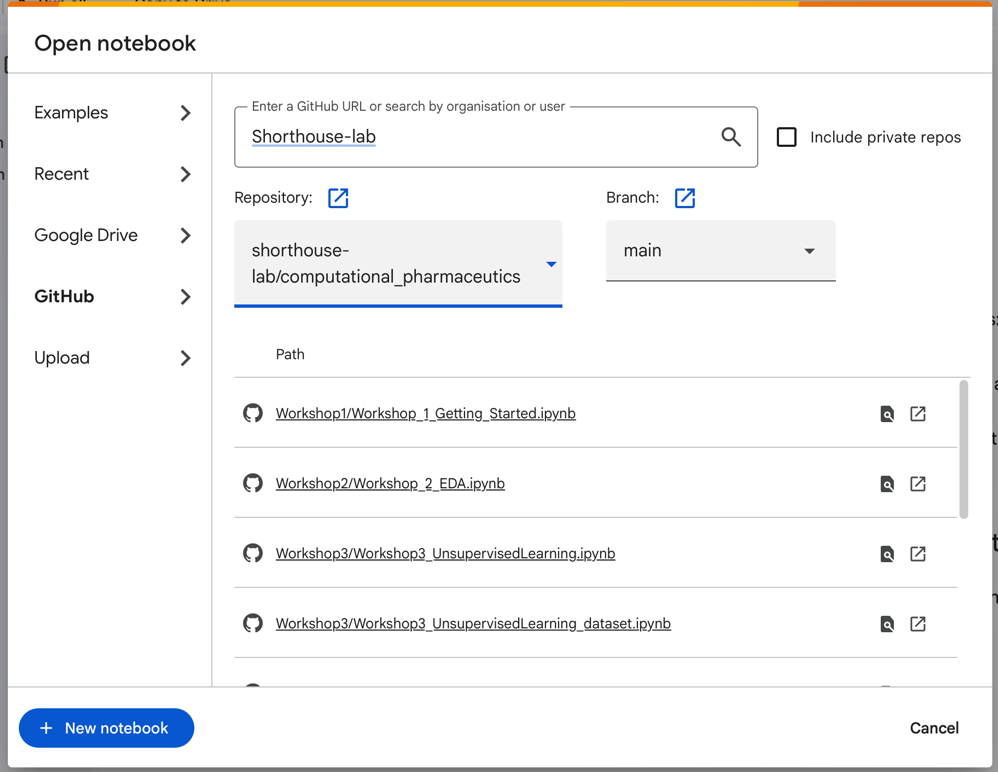 Open notebook
Examples
Recent
Google Drive
GitHub
Upload
Enter a GitHub URL or search by organisation or user
Shorthouse-lab
Include private repos
Repository:
Branch:
shorthouse-
lab/computational_pharmaceutics
main
Path
Workshop1/Workshop_1_Getting_Started.ipynb
Workshop2/Workshop_2_EDA.ipynb
Workshop3/Workshop3_UnsupervisedLearning.ipynb
Workshop3/Workshop3_UnsupervisedLearning_dataset.ipynb
+ New notebook
Cancel